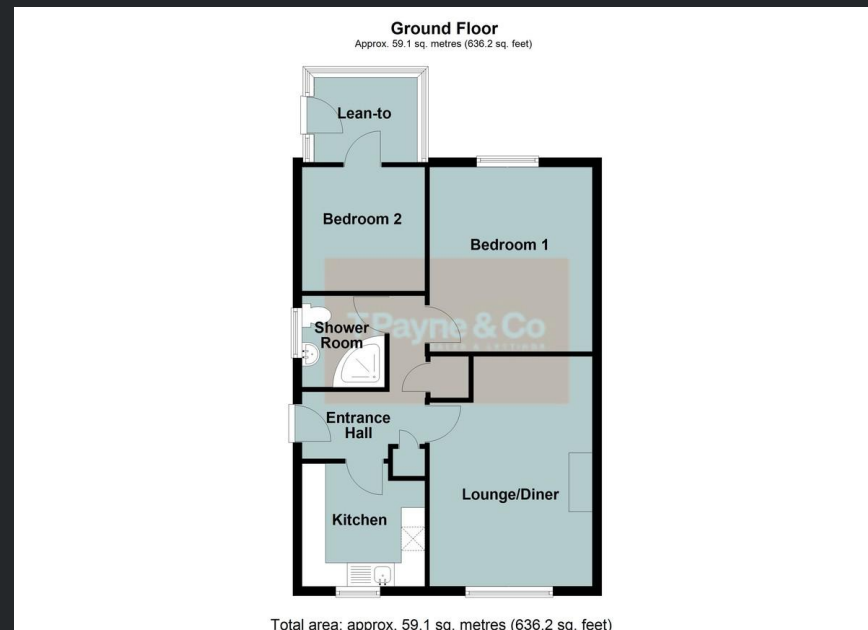 Ground Floor
Approx. 59.1 sq. metres (636.2 sq. feet)
Lean-to
Bedroom 2
Bedroom 1
Payne & Co
Shower
Room
Entrance
Hall
Lounge/Diner
Kitchen
Total area: approx. 59.1 sq. metres (636.2 sq. feet)